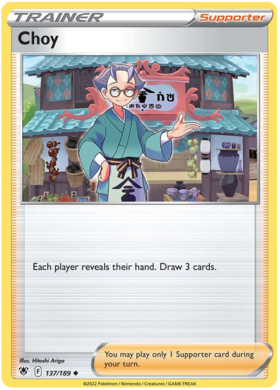 TRAINER
Supporter
Choy
Each player reveals their hand. Draw 3 cards.
Illus. Hitoshi Ariga
F 137/189
You may play only 1 Supporter card during
your turn.
©2022 Pokémon / Nintendo / Creatures / GAME FREAK